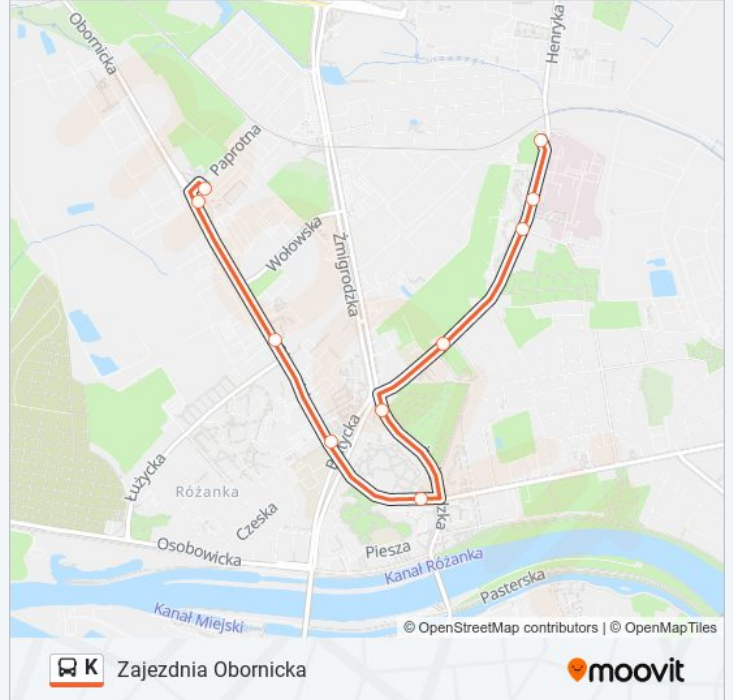 Obornicka
Henryka
Paprotna
Wołowska
Żmigrodzka
Łużycka
Różanka
Czeska
Osobowicka
Piesza
Kanał Różanka
Pasterska
Kanał Miejski
© OpenStreetMap contributors | © OpenMapTiles
K Zajezdnia Obornicka
moovit